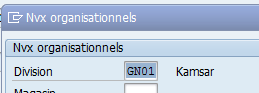 Nvx organisationnels
Nvx organisationnels
Division GN01 Kamsar
Magasin